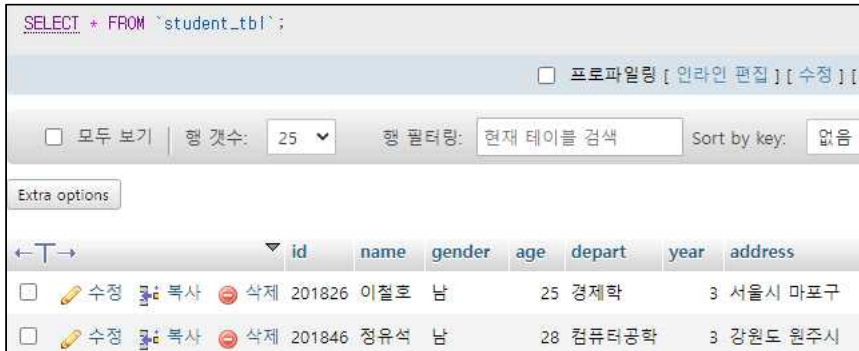 SELECT * FROM `student_tbl`;
프로파일링 [ 인라인 편집 ] [ 수정 ] [
모두 보기 | 행 갯수: 25 행 필터링: 현재 테이블 검색 Sort by key: 없음
Extra options
←T→ id name gender age depart year address
수정 복사 삭제 201826 이철호 남 25 경제학 3 서울시 마포구
수정 복사 삭제 201846 정유석 남 28 컴퓨터공학 3 강원도 원주시